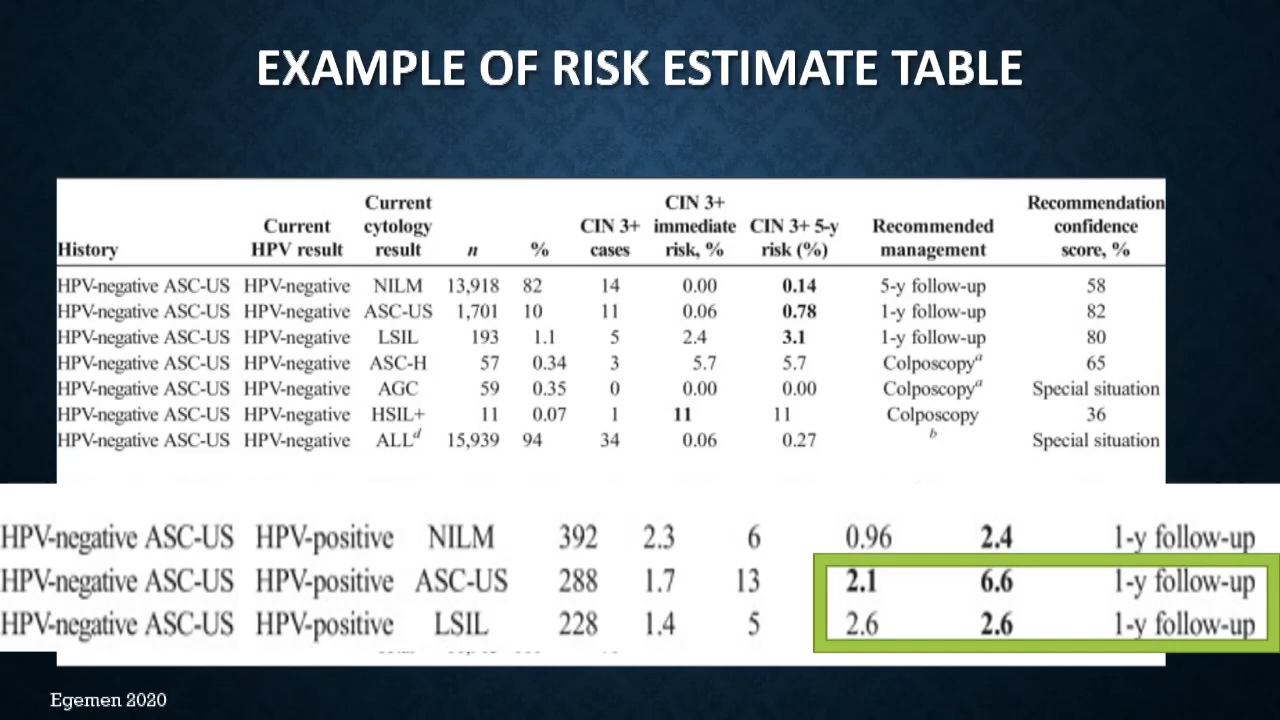 EXAMPLE OF RISK ESTIMATE TABLE
History Current HPV result Current cytology result n % CIN 3+ cases CIN 3+ immediate risk, % CIN 3+ 5-y risk (%) Recommended management Recommendation confidence score, %
HPV-negative ASC-US HPV-negative NILM 13,918 82 14 0.00 0.14 5-y follow-up 58
HPV-negative ASC-US HPV-negative ASC-US 1,701 10 11 0.06 0.78 1-y follow-up 82
HPV-negative ASC-US HPV-negative LSIL 193 1.1 5 2.4 3.1 1-y follow-up 80
HPV-negative ASC-US HPV-negative ASC-H 57 0.34 3 5.7 5.7 Colposcopy^a 65
HPV-negative ASC-US HPV-negative AGC 59 0.35 0 0.00 0.00 Colposcopy^a Special situation
HPV-negative ASC-US HPV-negative HSIL+ 11 0.07 1 11 11 Colposcopy 36
HPV-negative ASC-US HPV-negative ALL^d 15,939 94 34 0.06 0.27 b Special situation
HPV-negative ASC-US HPV-positive NILM 392 2.3 6 0.96 2.4 1-y follow-up
HPV-negative ASC-US HPV-positive ASC-US 288 1.7 13 2.1 6.6 1-y follow-up
HPV-negative ASC-US HPV-positive LSIL 228 1.4 5 2.6 2.6 1-y follow-up
Egemen 2020